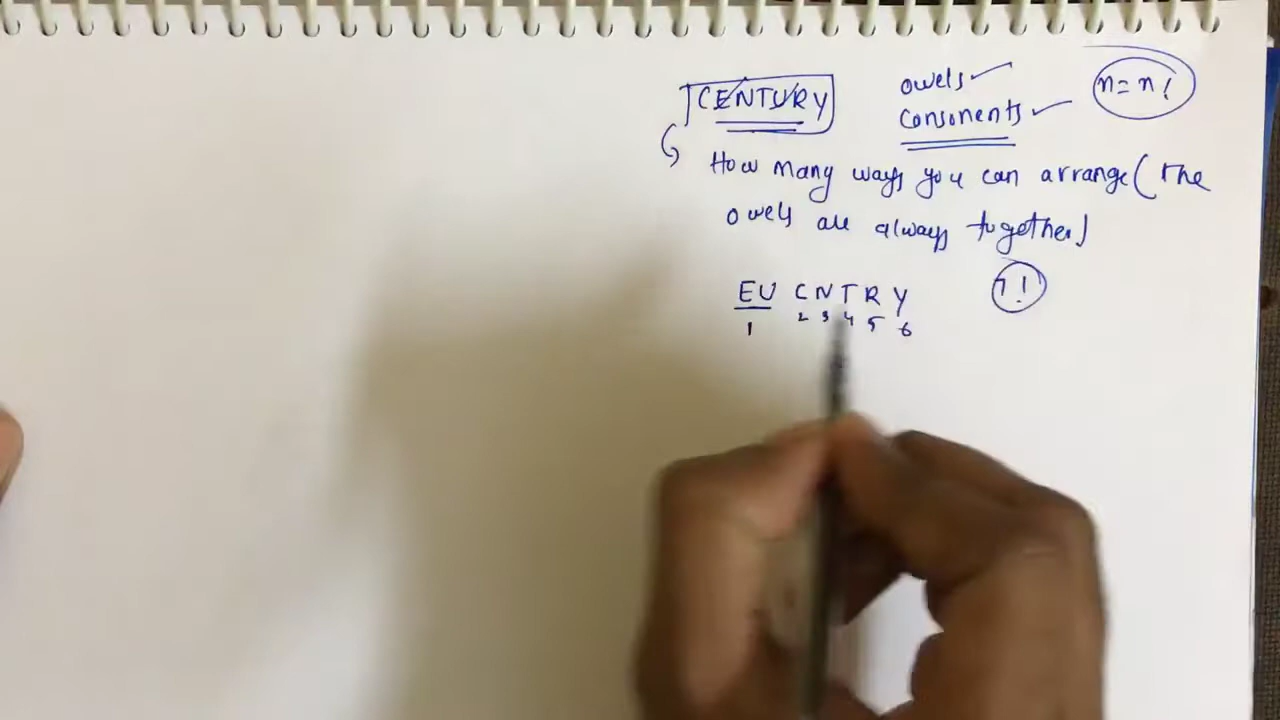 CENTURY
owels ✓
Consonents ✓
n = n!
How many ways you can arrange (The
owels are always together)
EU C N T R Y
1 2 3 4 5 6
7!